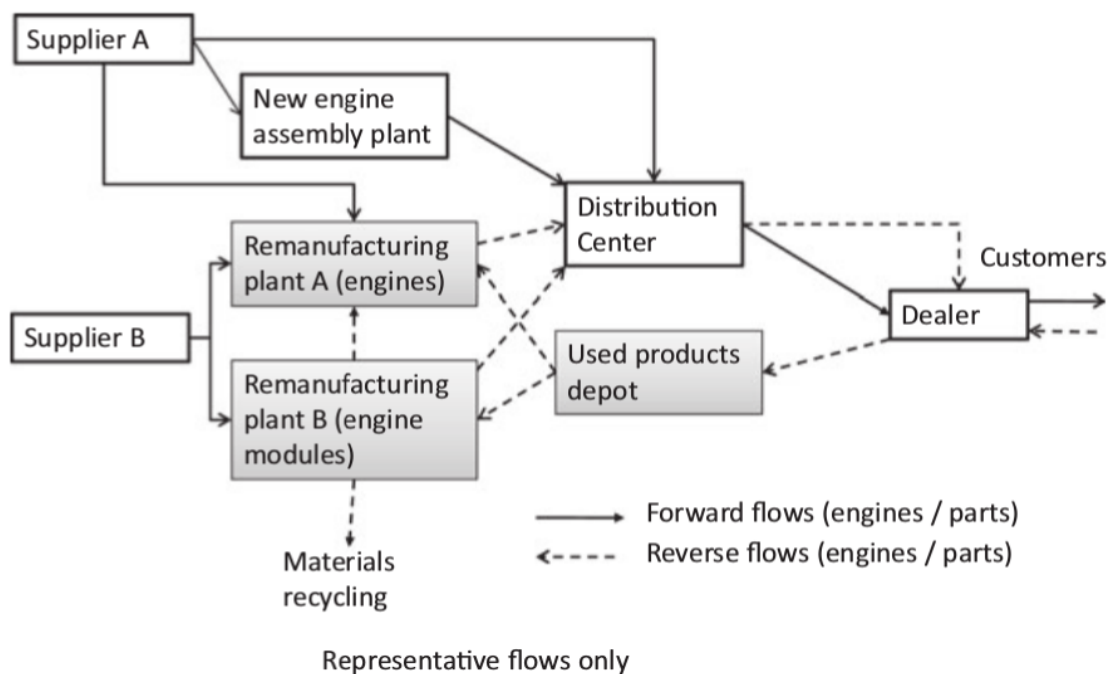 Supplier A
New engine
assembly plant
Distribution
Center
Remanufacturing
plant A (engines)
Customers
Dealer
Supplier B
Used products
depot
Remanufacturing
plant B (engine
modules)
Forward flows (engines / parts)
Reverse flows (engines / parts)
Materials
recycling
Representative flows only